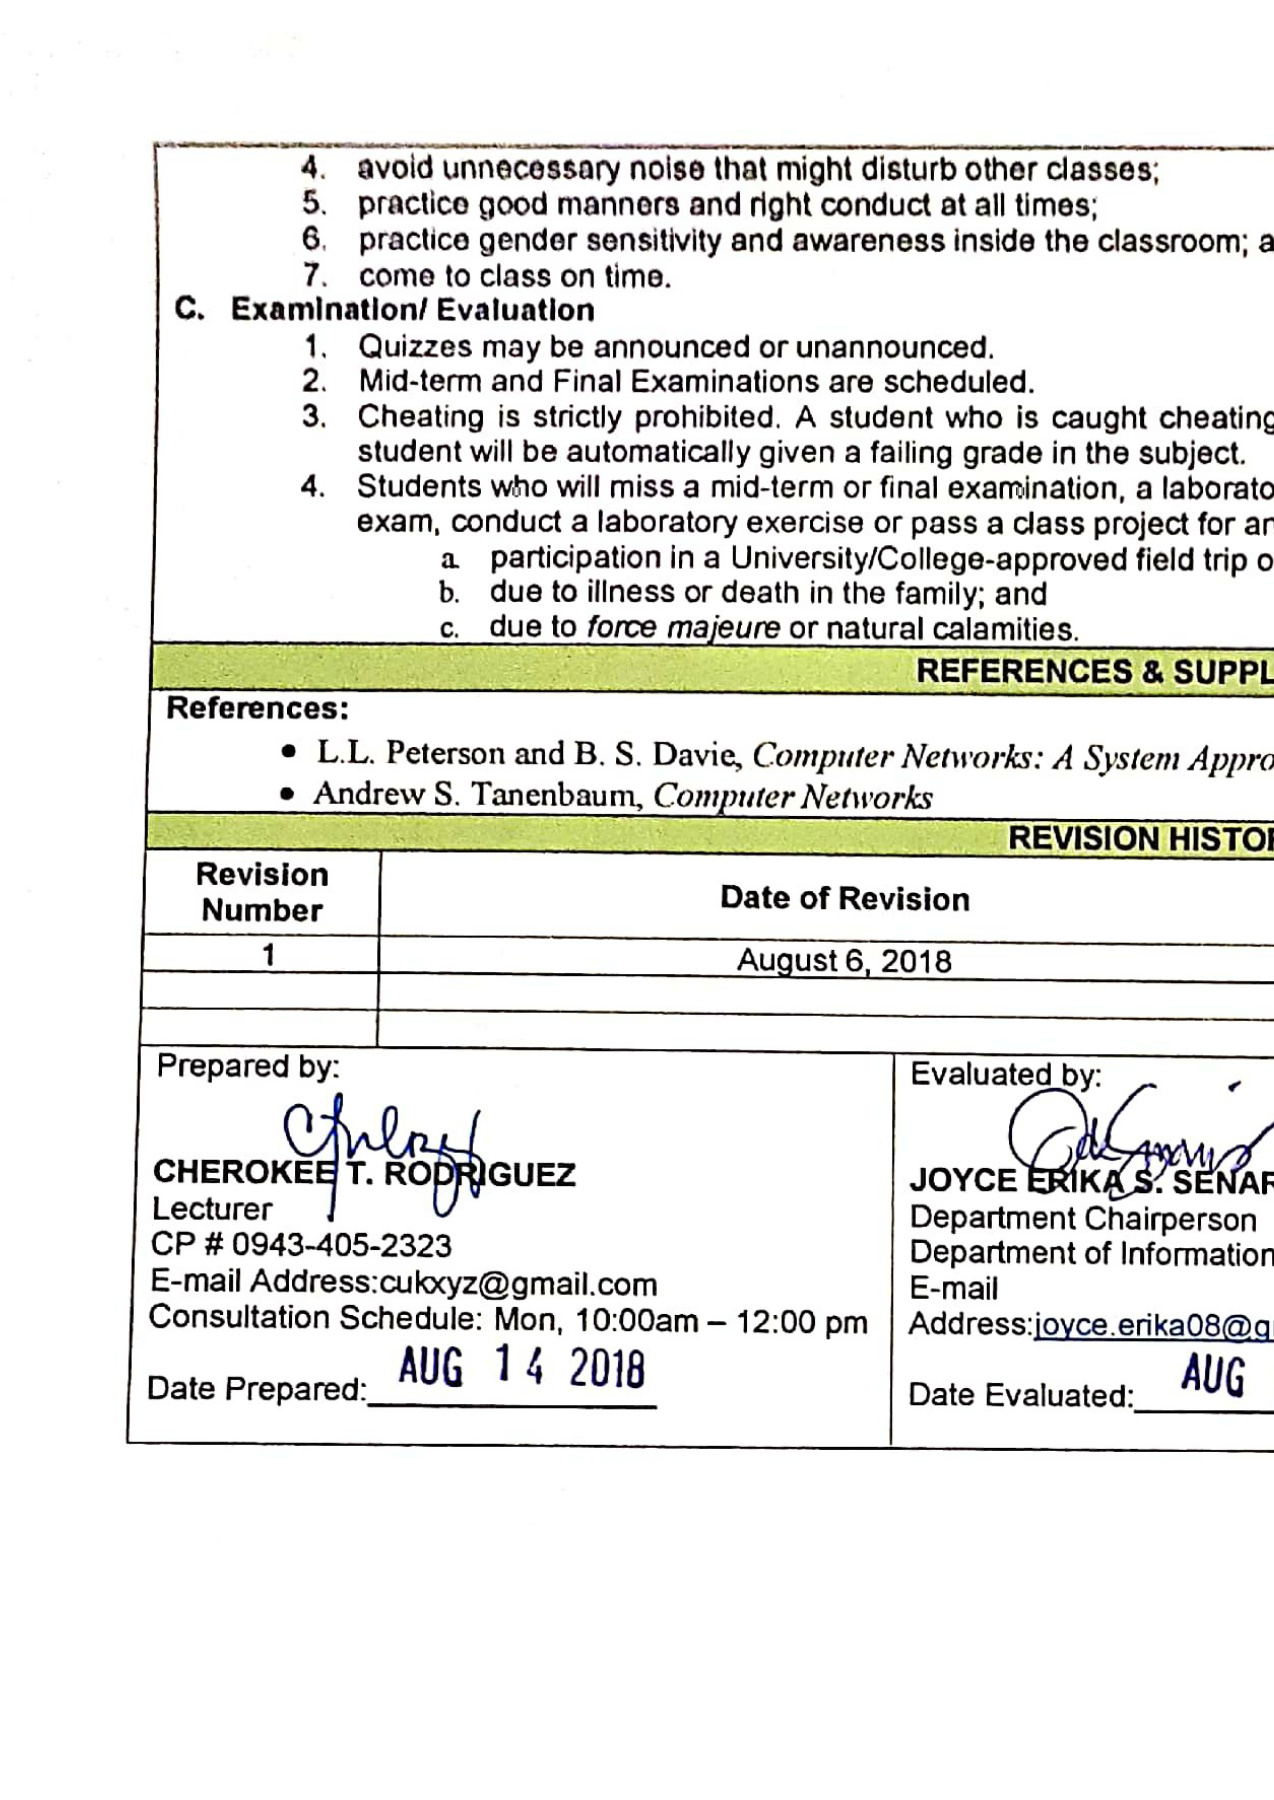 4. avoid unnecessary noise that might disturb other classes;
5. practice good manners and right conduct at all times;
6. practice gender sensitivity and awareness inside the classroom; a
7. come to class on time.
C. Examination/ Evaluation
1. Quizzes may be announced or unannounced.
2. Mid-term and Final Examinations are scheduled.
3. Cheating is strictly prohibited. A student who is caught cheating
student will be automatically given a failing grade in the subject.
4. Students who will miss a mid-term or final examination, a laborato
exam, conduct a laboratory exercise or pass a class project for an
a. participation in a University/College-approved field trip o
b. due to illness or death in the family; and
c. due to force majeure or natural calamities.
REFERENCES & SUPPL
References:
• L.L. Peterson and B. S. Davie, Computer Networks: A System Appro
• Andrew S. Tanenbaum, Computer Networks
REVISION HISTOR
Revision Number
Date of Revision
1
August 6, 2018
Prepared by:
CHEROKEE T. RODRIGUEZ
Lecturer
CP # 0943-405-2323
E-mail Address:cukxyz@gmail.com
Consultation Schedule: Mon, 10:00am – 12:00 pm
Date Prepared: AUG 14 2018
Evaluated by:
JOYCE ERIKA S. SENAR
Department Chairperson
Department of Information
E-mail
Address:joyce.erika08@g
Date Evaluated: AUG